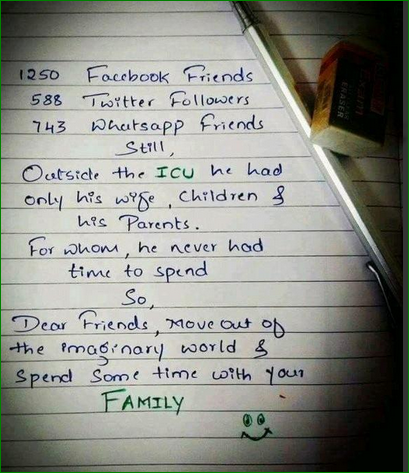 1250 Facebook Friends
588 Twitter Followers
743 Whatsapp Friends
Still,
Outside the ICU he had
only his wife, Children &
his Parents.
For whom, he never had
time to spend
So,
Dear Friends, Move out of
the imaginary world &
Spend Some time with your
FAMILY
ERASER